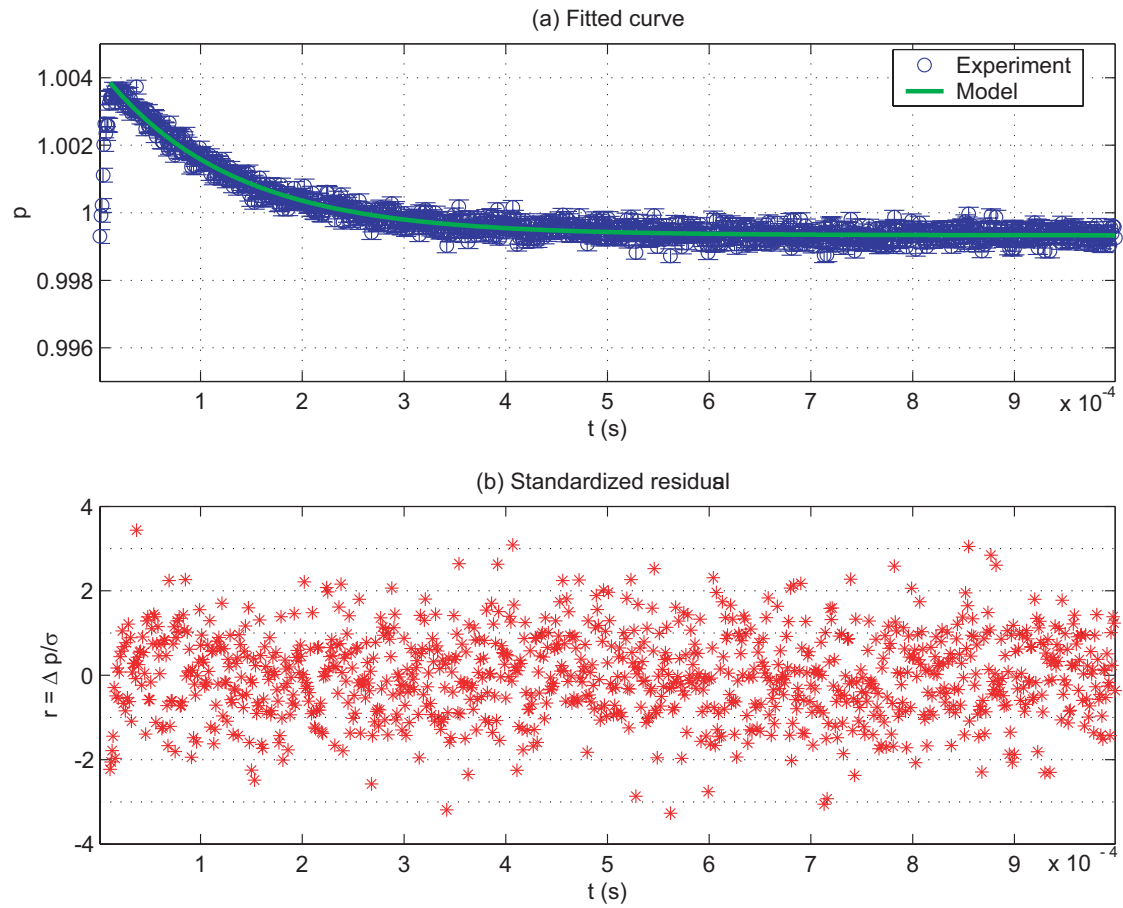 (a) Fitted curve
1.004
1.002
1
0.998
0.996
p
Experiment
Model
1 2 3 4 5 6 7 8 9
x 10-4
t (s)
(b) Standardized residual
4
2
0
-2
-4
r = Δ p/σ
1 2 3 4 5 6 7 8 9
x 10-4
t (s)